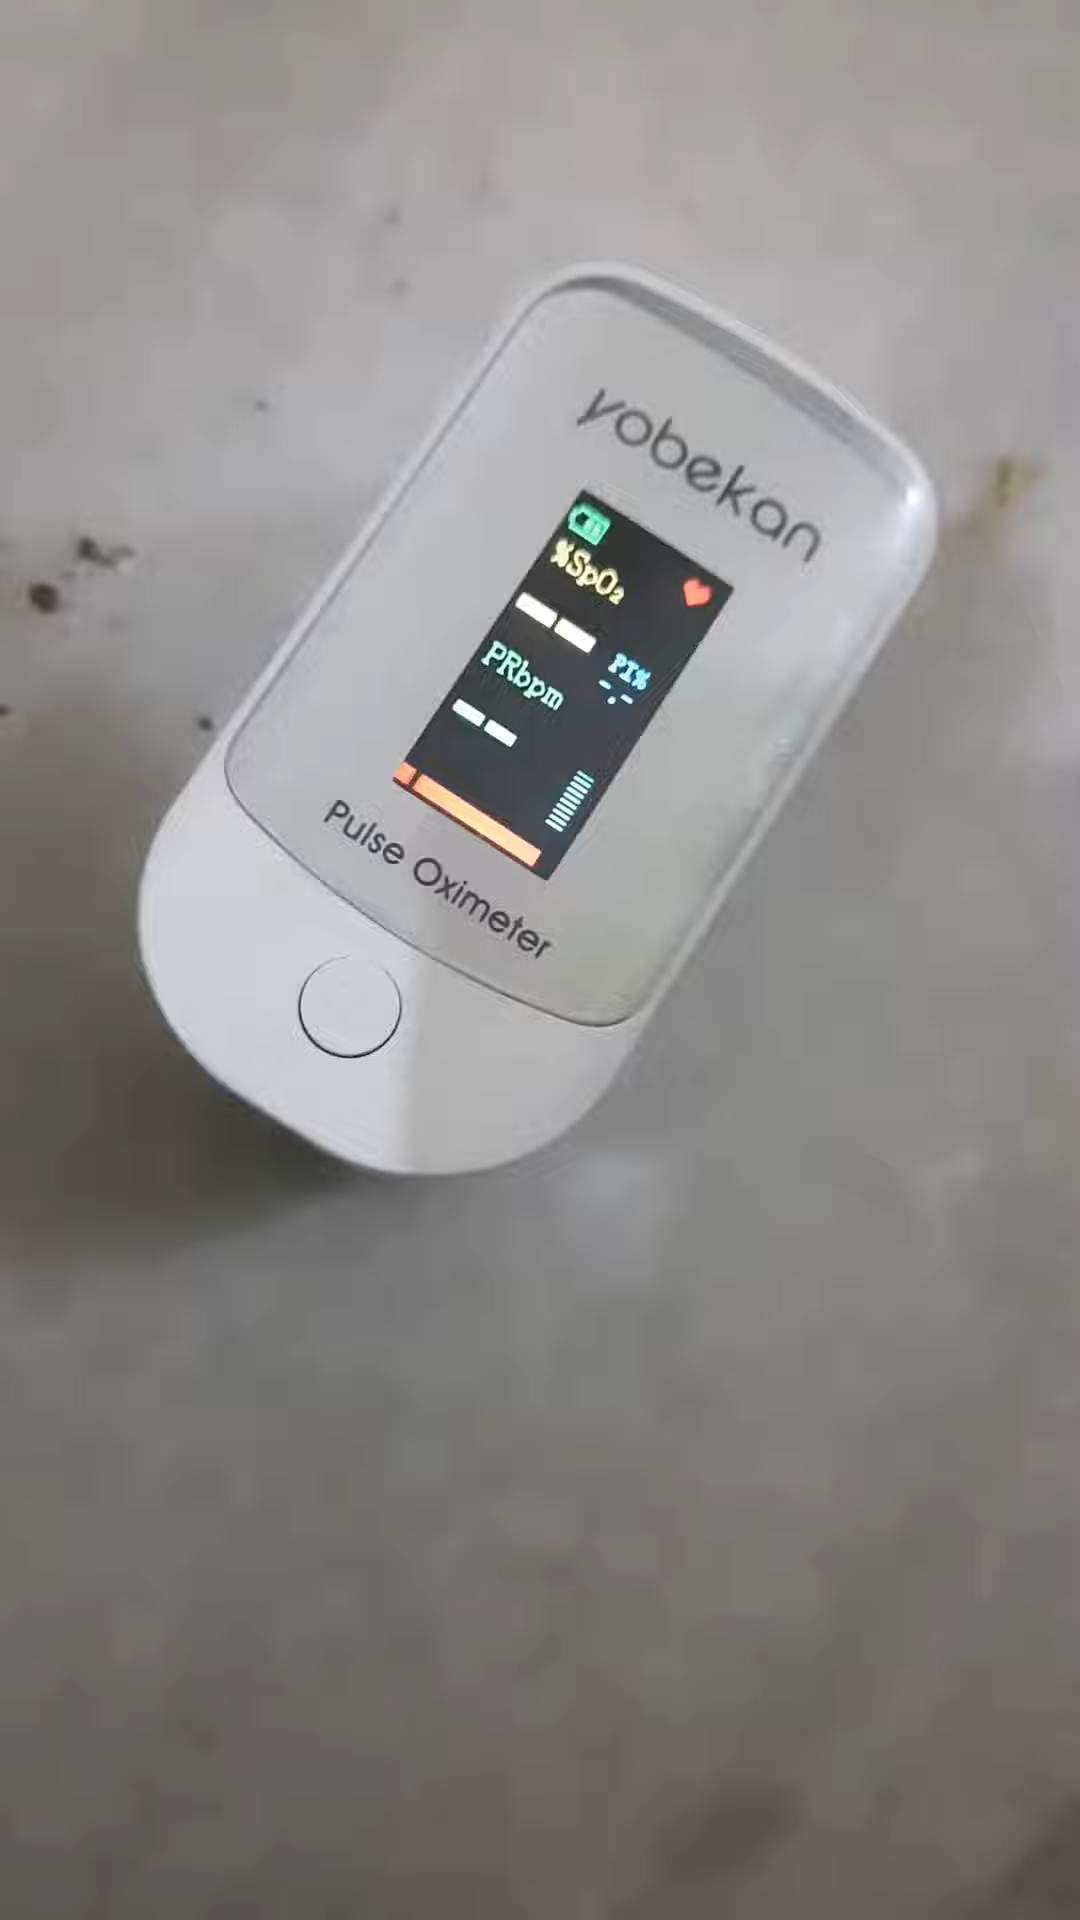 yobekan
%SpO₂
-- 
PI%
-.-
PRbpm
--
Pulse Oximeter